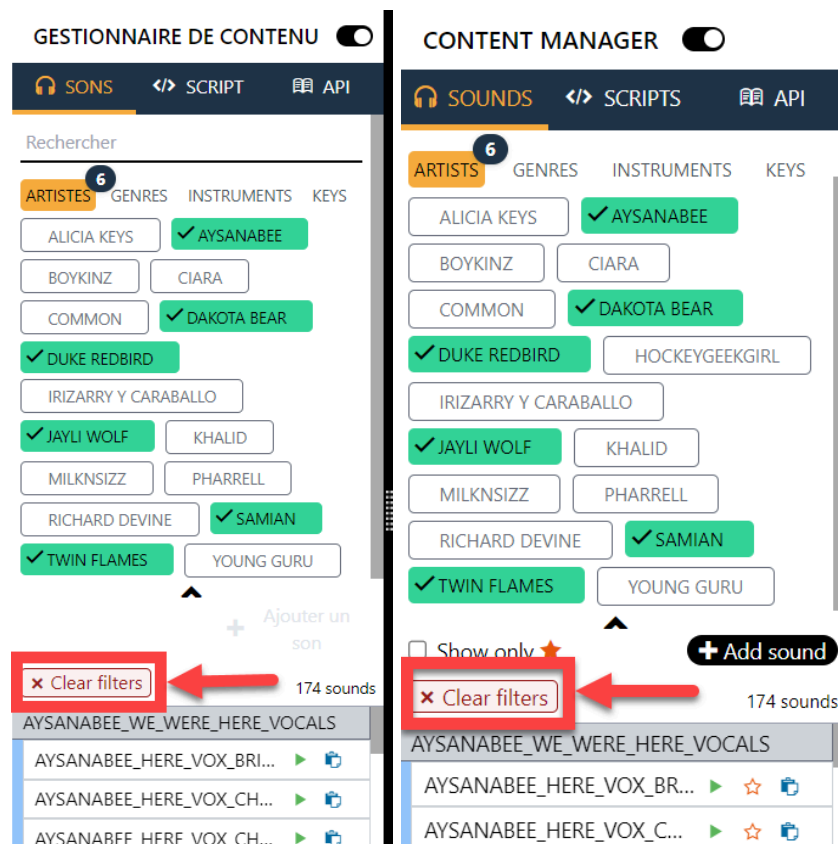 GESTIONNAIRE DE CONTENU
SONS </> SCRIPT API
Rechercher
6
ARTISTES GENRES INSTRUMENTS KEYS
ALICIA KEYS AYSANABEE
BOYKINZ CIARA
COMMON DAKOTA BEAR
DUKE REDBIRD
IRIZARRY Y CARABALLO
JAYLI WOLF KHALID
MILKNSIZZ PHARRELL
RICHARD DEVINE SAMIAN
TWIN FLAMES YOUNG GURU
Ajouter un
son
× Clear filters 174 sounds
AYSANABEE_WE_WERE_HERE_VOCALS
AYSANABEE_HERE_VOX_BRI...
AYSANABEE_HERE_VOX_CH...
AYSANABEE_HERE_VOX_CH...
CONTENT MANAGER
SOUNDS </> SCRIPTS API
6
ARTISTS GENRES INSTRUMENTS KEYS
ALICIA KEYS AYSANABEE
BOYKINZ CIARA
COMMON DAKOTA BEAR
DUKE REDBIRD HOCKEYGEEKGIRL
IRIZARRY Y CARABALLO
JAYLI WOLF KHALID
MILKNSIZZ PHARRELL
RICHARD DEVINE SAMIAN
TWIN FLAMES YOUNG GURU
Show only Add sound
× Clear filters 174 sounds
AYSANABEE_WE_WERE_HERE_VOCALS
AYSANABEE_HERE_VOX_BR...
AYSANABEE_HERE_VOX_C...